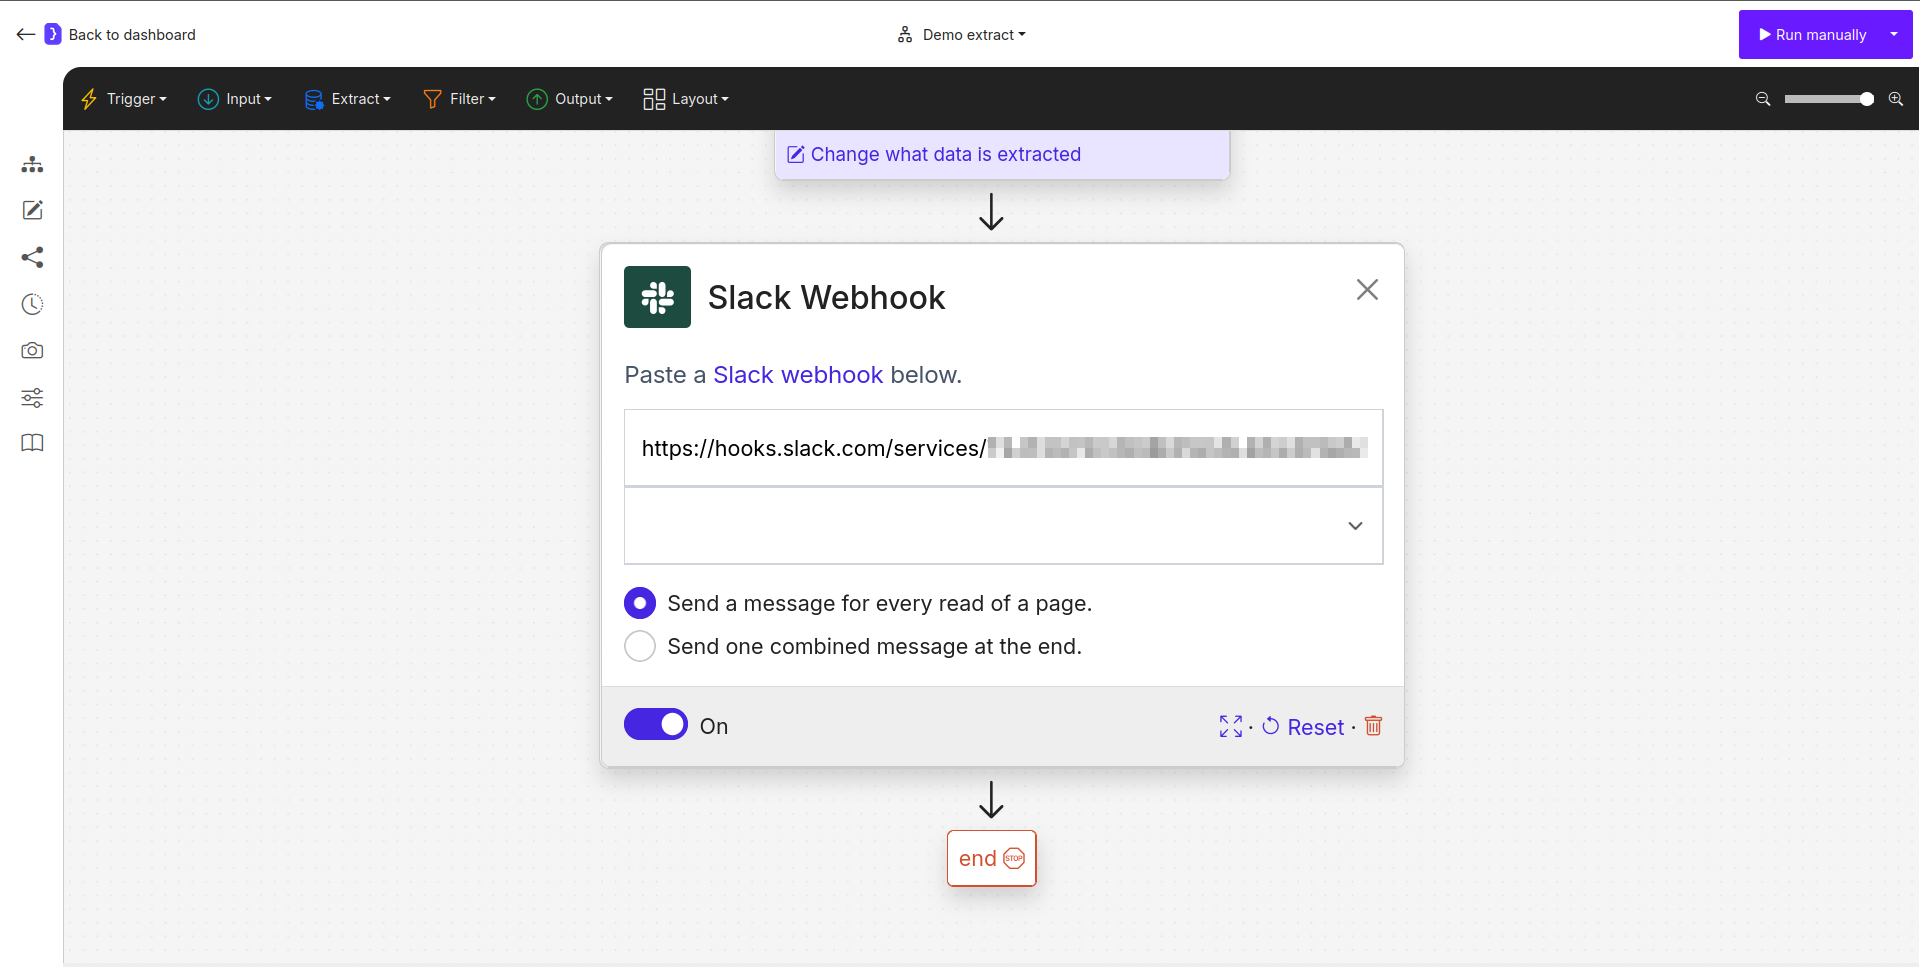 Back to dashboard
Demo extract
Run manually
Trigger
Input
Extract
Filter
Output
Layout
Change what data is extracted
Slack Webhook
Paste a Slack webhook below.
https://hooks.slack.com/services/
Send a message for every read of a page.
Send one combined message at the end.
On
· Reset ·
end STOP